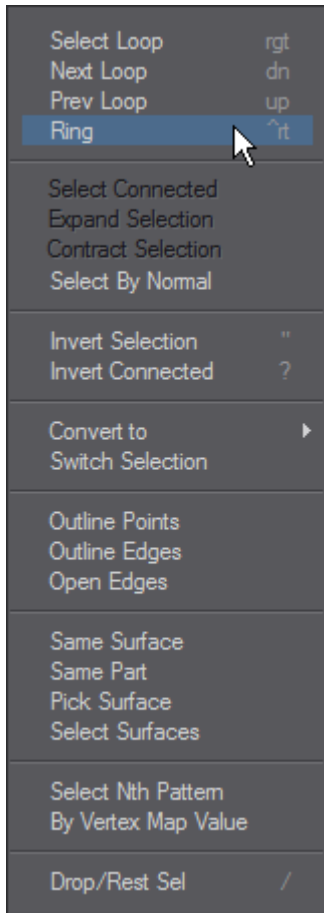 Select Loop rgt
Next Loop dn
Prev Loop up
Ring ^rt
Select Connected
Expand Selection
Contract Selection
Select By Normal
Invert Selection "
Invert Connected ?
Convert to
Switch Selection
Outline Points
Outline Edges
Open Edges
Same Surface
Same Part
Pick Surface
Select Surfaces
Select Nth Pattern
By Vertex Map Value
Drop/Rest Sel /